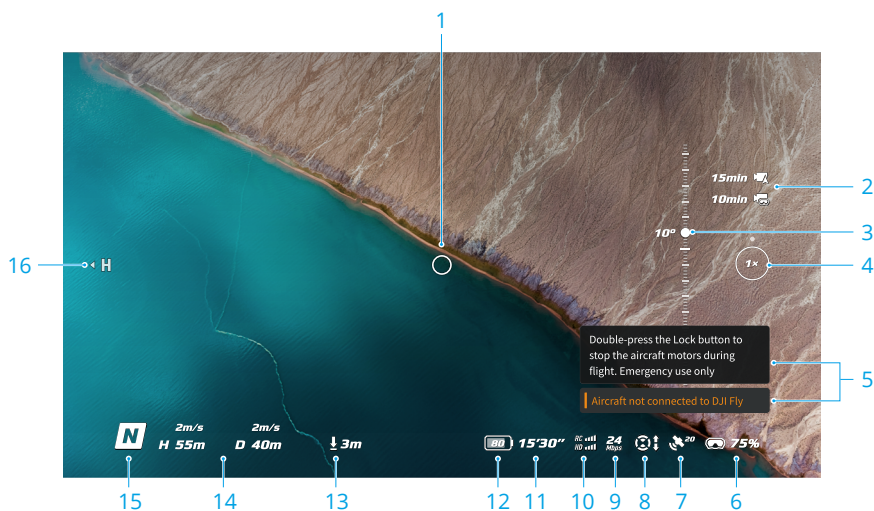 1
15min
2
10min
10°
3
16
H
1×
4
Double-press the Lock button to
stop the aircraft motors during
flight. Emergency use only
5
Aircraft not connected to DJI Fly
N
2m/s
2m/s
H 55m
D 40m
3m
80
15'30"
RC
HD
24
Mbps
20
75%
15
14
13
12
11
10
9
8
7
6